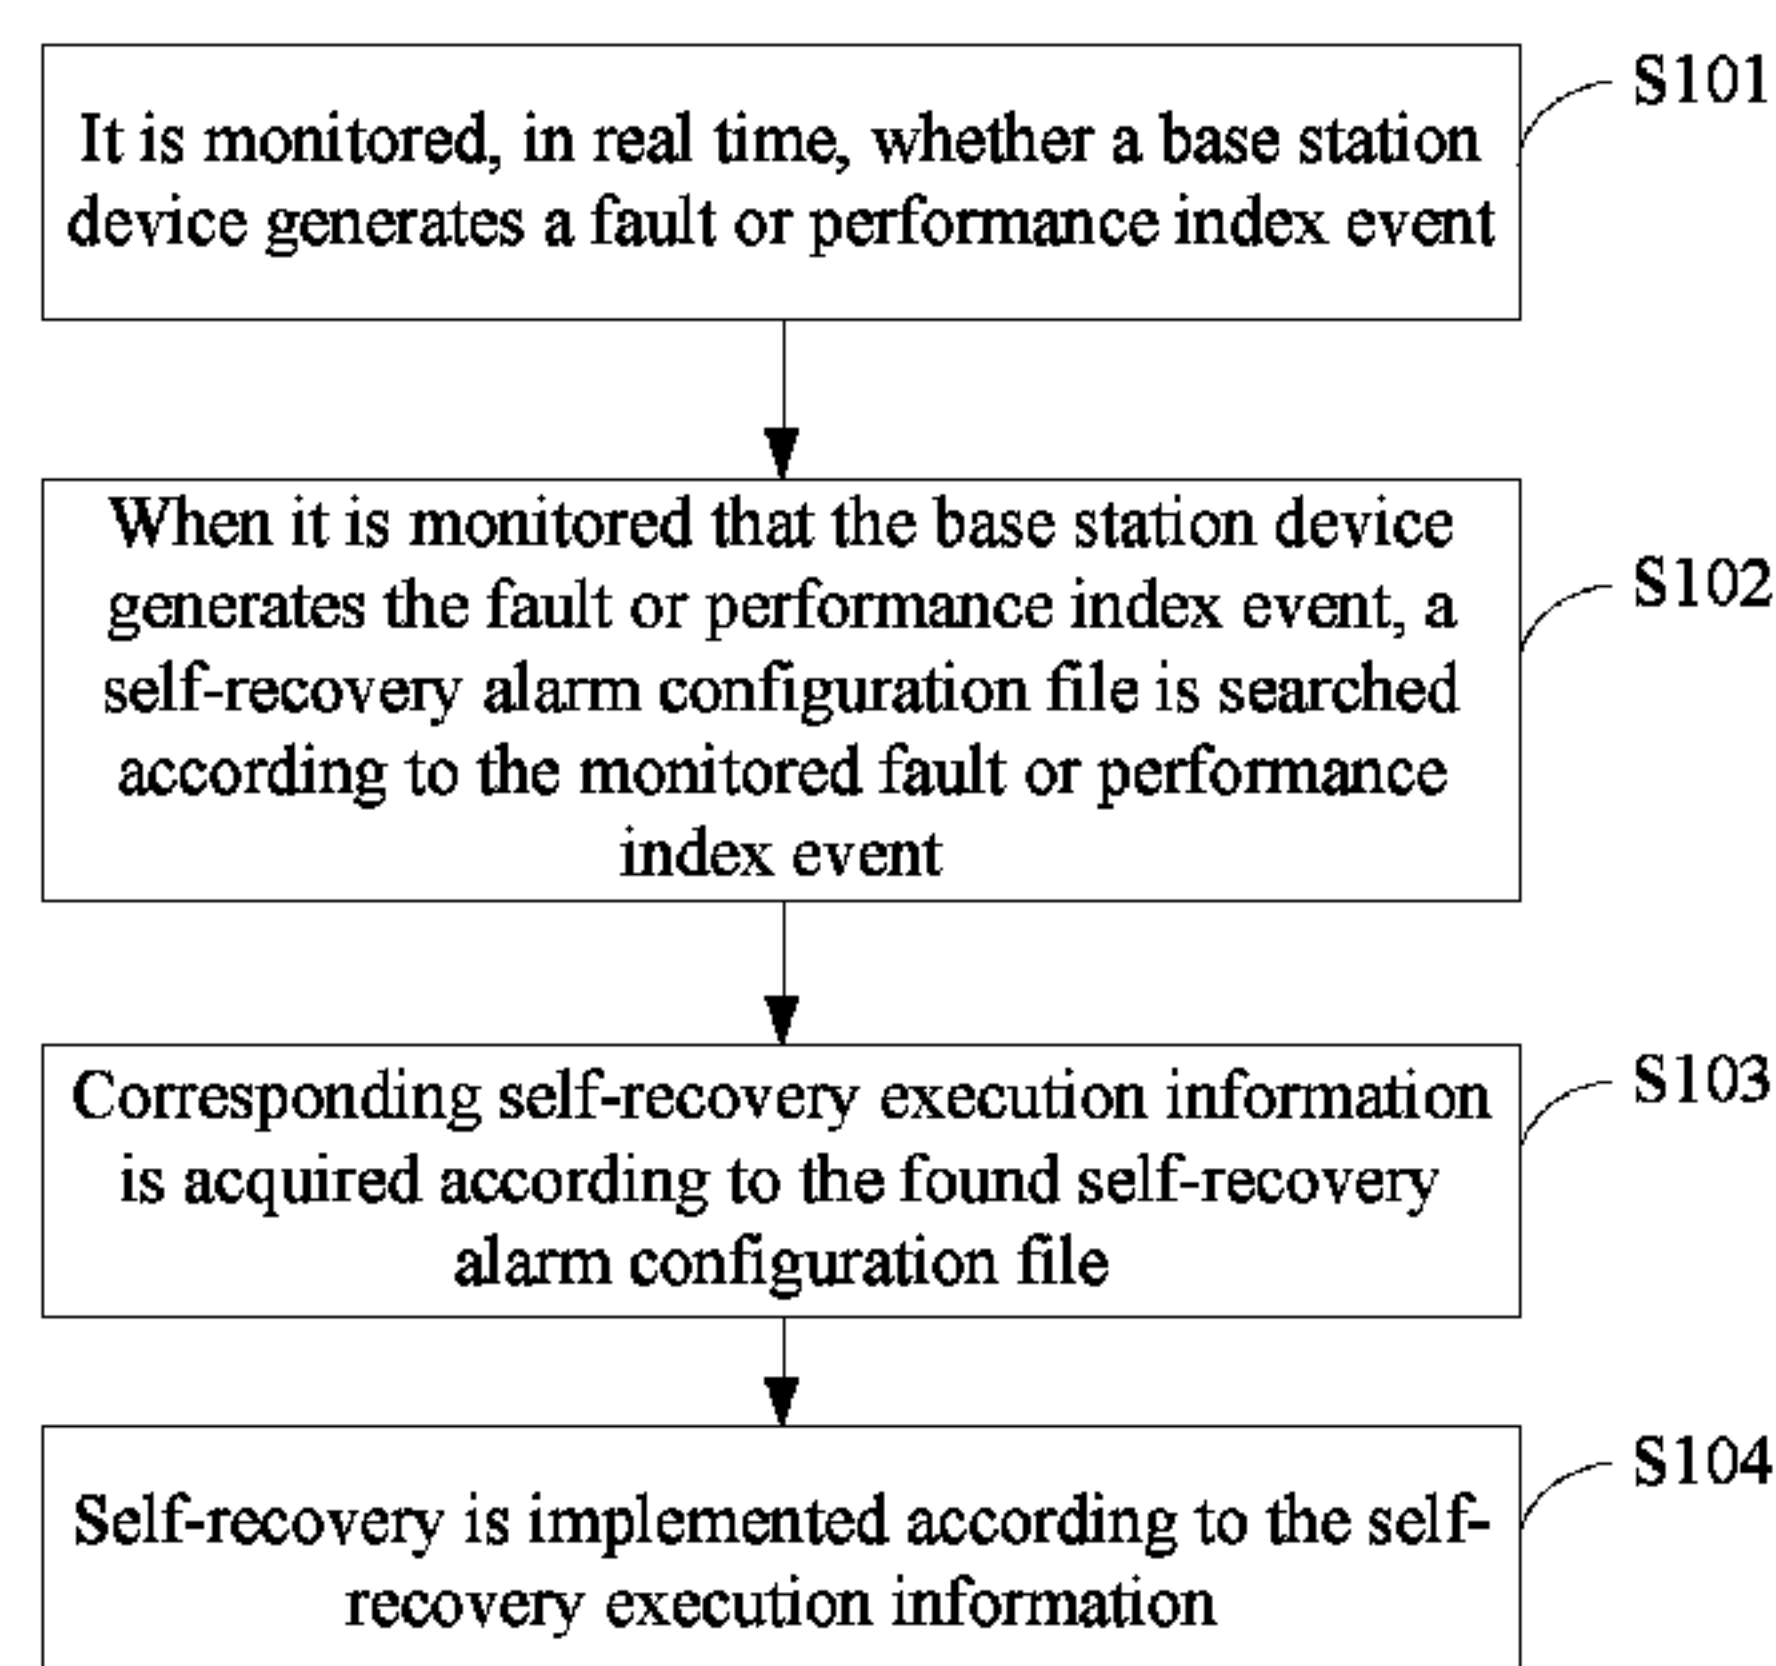 It is monitored, in real time, whether a base station
device generates a fault or performance index event
S101
When it is monitored that the base station device
generates the fault or performance index event, a
self-recovery alarm configuration file is searched
according to the monitored fault or performance
index event
S102
Corresponding self-recovery execution information
is acquired according to the found self-recovery
alarm configuration file
S103
Self-recovery is implemented according to the self-
recovery execution information
S104